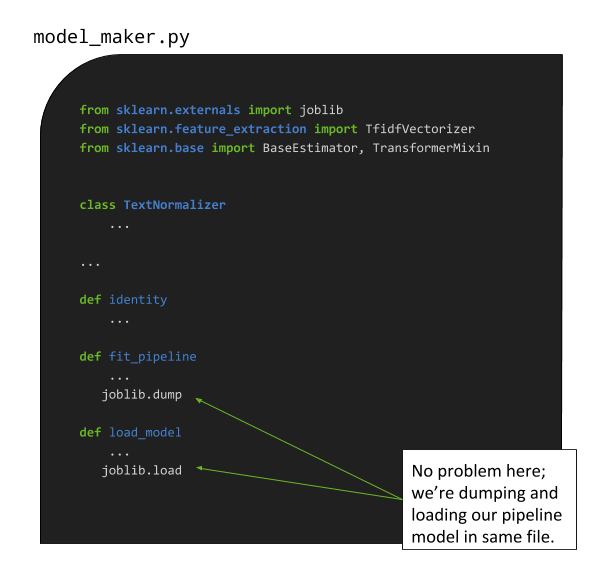 model_maker.py
from sklearn.externals import joblib
from sklearn.feature_extraction import TfidfVectorizer
from sklearn.base import BaseEstimator, TransformerMixin
class TextNormalizer
...
...
def identity
...
def fit_pipeline
...
joblib.dump
def load_model
...
joblib.load
No problem here;
we're dumping and
loading our pipeline
model in same file.